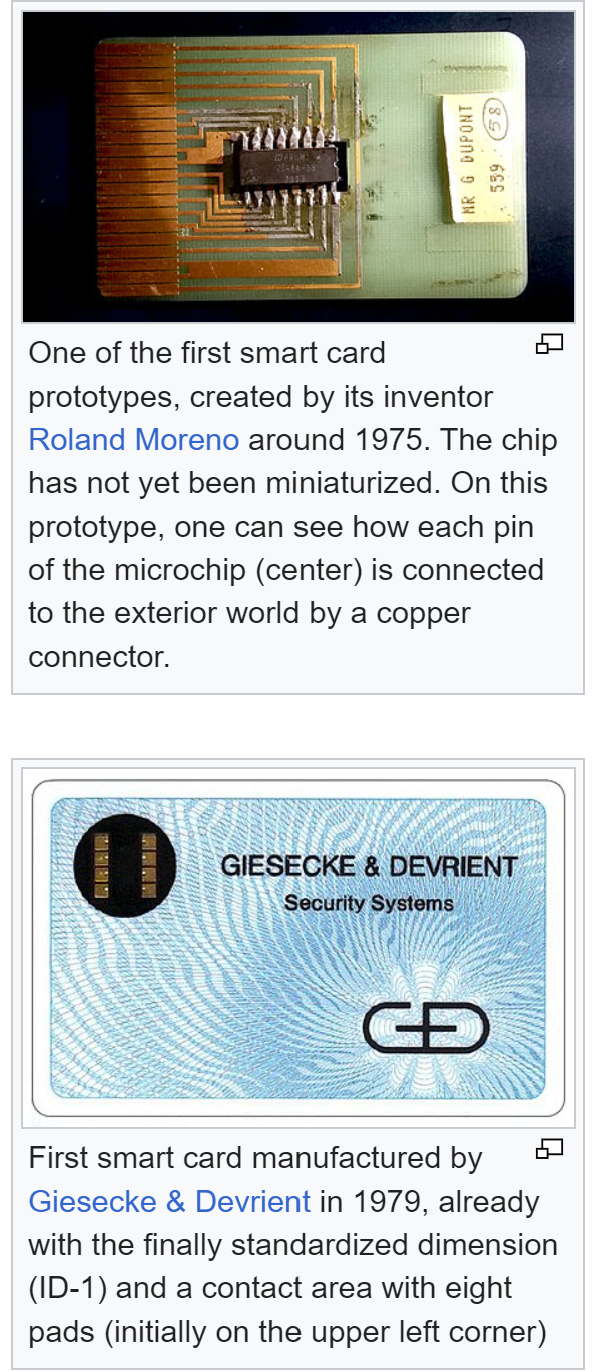 MR G DUPONT
559
58
One of the first smart card
prototypes, created by its inventor
Roland Moreno around 1975. The chip
has not yet been miniaturized. On this
prototype, one can see how each pin
of the microchip (center) is connected
to the exterior world by a copper
connector.
GIESECKE & DEVRIENT
Security Systems
GD
First smart card manufactured by
Giesecke & Devrient in 1979, already
with the finally standardized dimension
(ID-1) and a contact area with eight
pads (initially on the upper left corner)